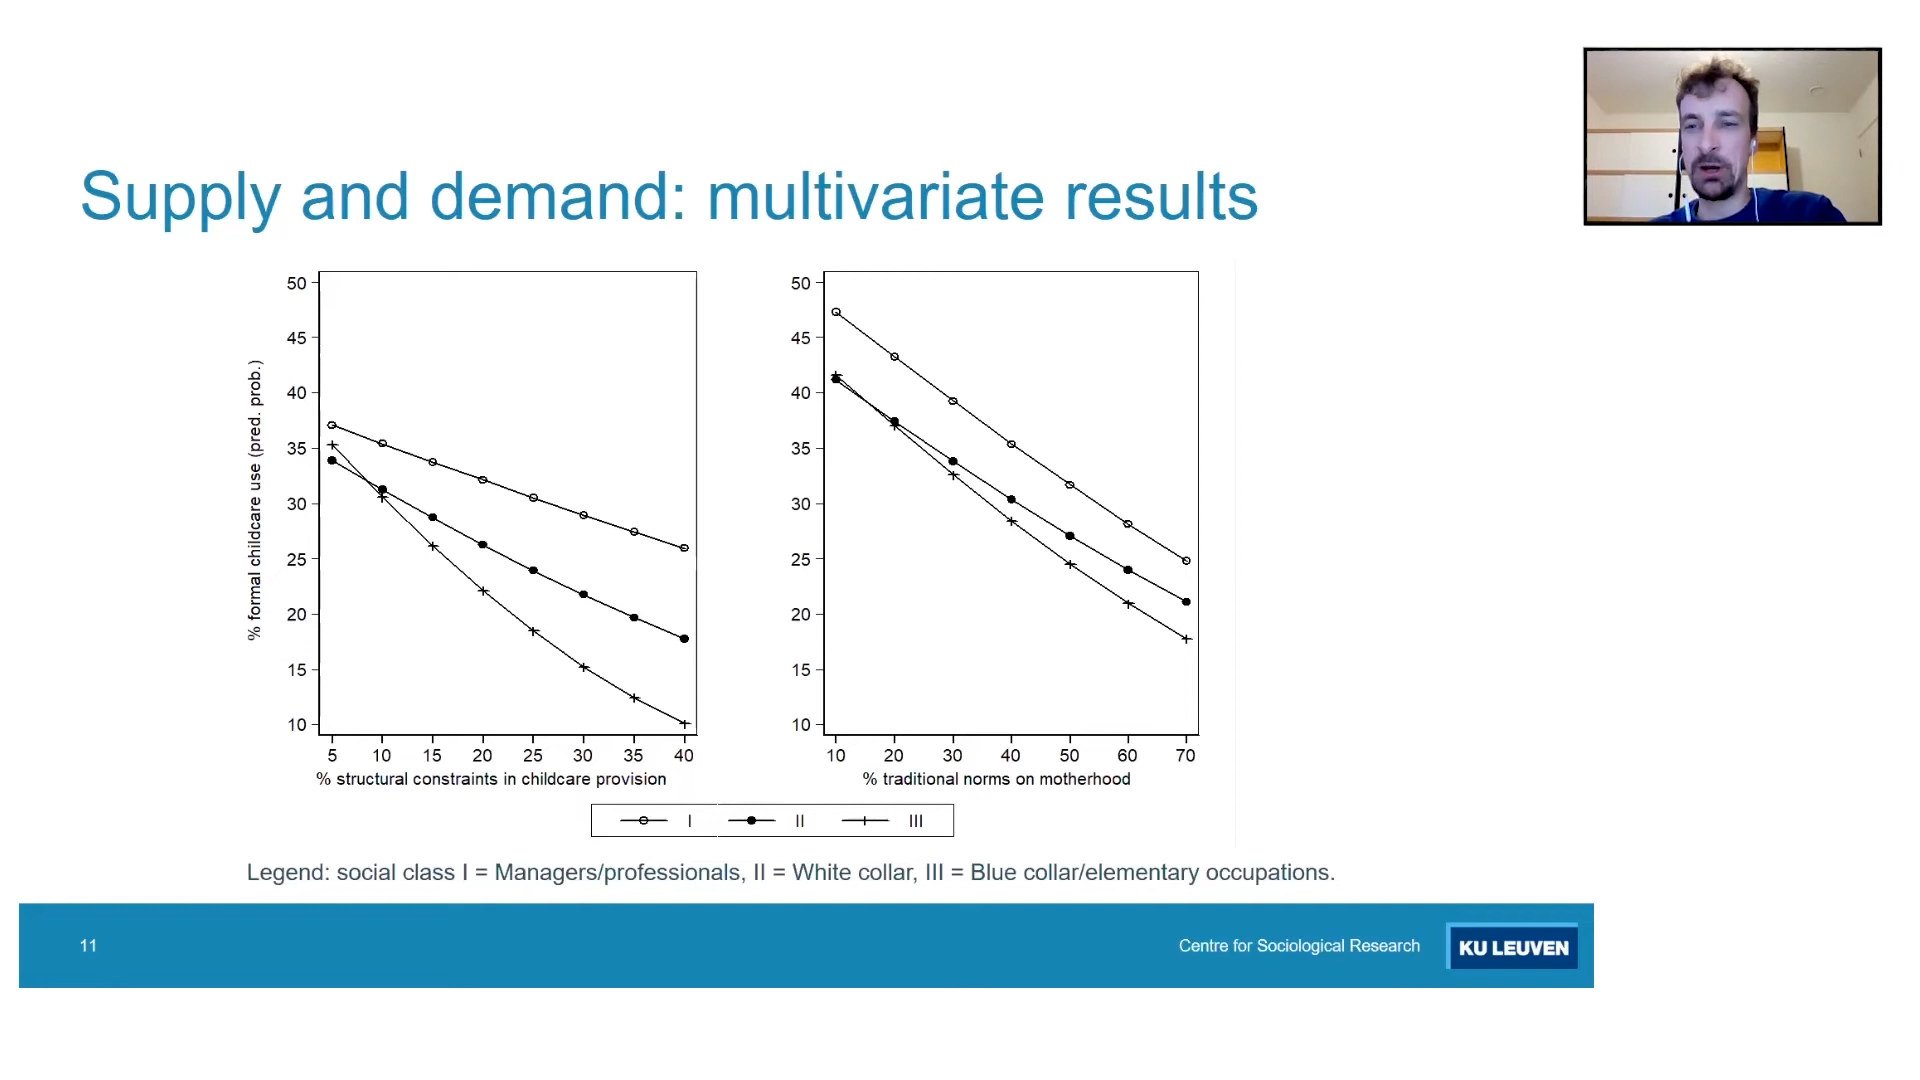 Supply and demand: multivariate results
50
45
40
35
30
25
20
15
10
% formal childcare use (pred. prob.)
5 10 15 20 25 30 35 40
% structural constraints in childcare provision
50
45
40
35
30
25
20
15
10
10 20 30 40 50 60 70
% traditional norms on motherhood
I II III
Legend: social class I = Managers/professionals, II = White collar, III = Blue collar/elementary occupations.
11
Centre for Sociological Research
KU LEUVEN